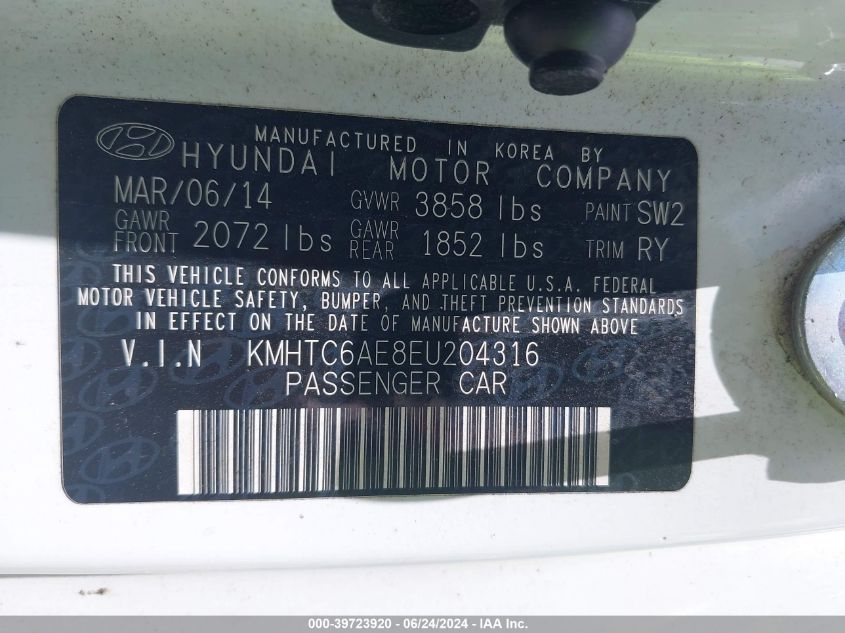 MANUFACTURED IN KOREA BY
HYUNDAI MOTOR COMPANY
MAR/06/14 GVWR 3858 lbs PAINT SW2
GAWR FRONT 2072 lbs GAWR REAR 1852 lbs TRIM RY
THIS VEHICLE CONFORMS TO ALL APPLICABLE U.S.A. FEDERAL
MOTOR VEHICLE SAFETY, BUMPER, AND THEFT PREVENTION STANDARDS
IN EFFECT ON THE DATE OF MANUFACTURE SHOWN ABOVE
V.I.N KMHTC6AE8EU204316
PASSENGER CAR
000-39723920 - 06/24/2024 - IAA Inc.